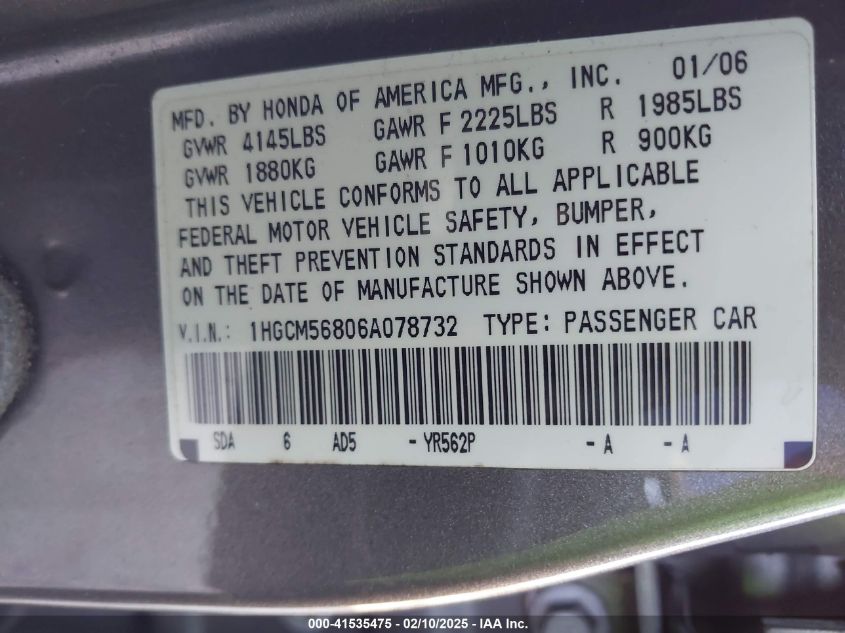 MFD. BY HONDA OF AMERICA MFG., INC. 01/06
GVWR 4145LBS GAWR F 2225LBS R 1985LBS
GVWR 1880KG GAWR F 1010KG R 900KG
THIS VEHICLE CONFORMS TO ALL APPLICABLE
FEDERAL MOTOR VEHICLE SAFETY, BUMPER,
AND THEFT PREVENTION STANDARDS IN EFFECT
ON THE DATE OF MANUFACTURE SHOWN ABOVE.
V.I.N.: 1HGCM56806A078732 TYPE: PASSENGER CAR
SDA 6 AD5 - YR562P - A - A
000-41535475 — 02/10/2025 — IAA, Inc.